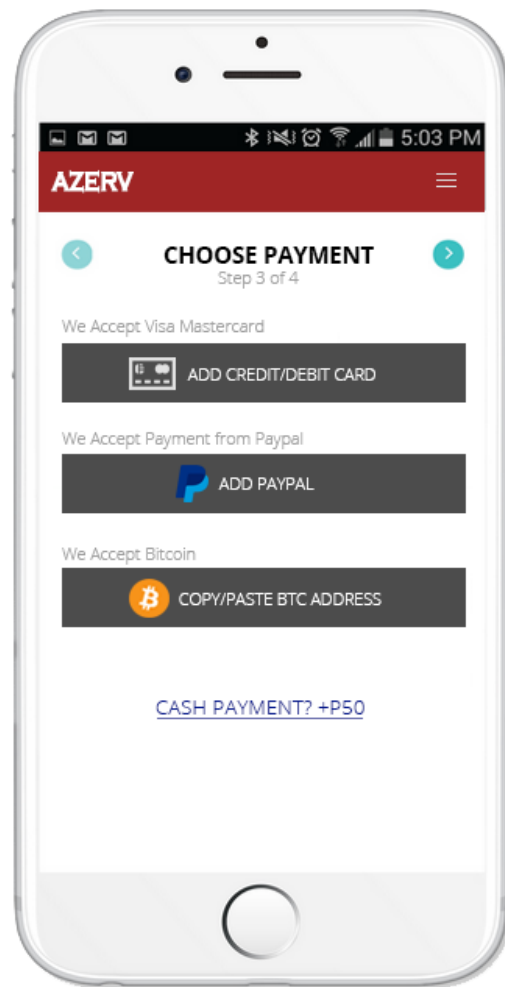 5:03 PM
AZERV
CHOOSE PAYMENT
Step 3 of 4
We Accept Visa Mastercard
ADD CREDIT/DEBIT CARD
We Accept Payment from Paypal
ADD PAYPAL
We Accept Bitcoin
COPY/PASTE BTC ADDRESS
CASH PAYMENT? +P50